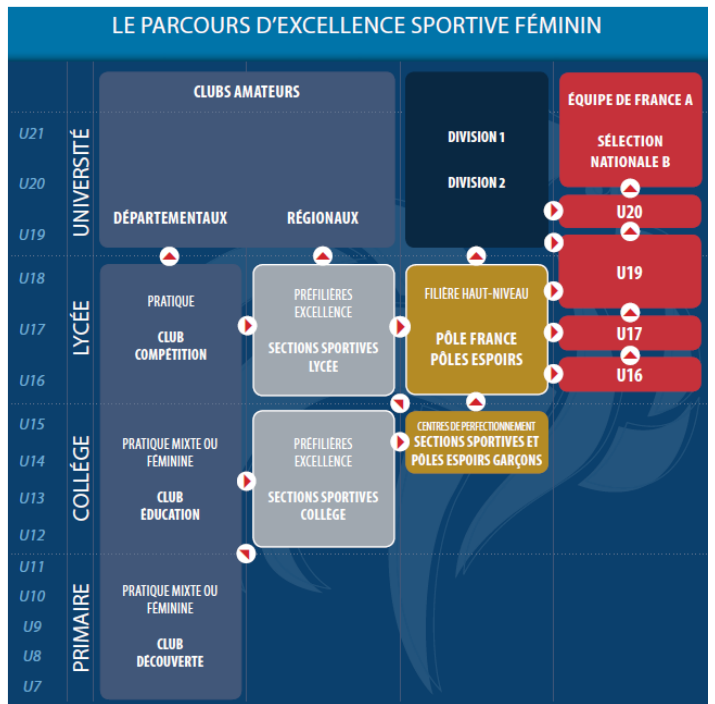 LE PARCOURS D'EXCELLENCE SPORTIVE FÉMININ
CLUBS AMATEURS
DÉPARTEMENTAUX
RÉGIONAUX
DIVISION 1
DIVISION 2
ÉQUIPE DE FRANCE A
SÉLECTION
NATIONALE B
U20
U19
U17
U16
UNIVERSITÉ
U21
U20
U19
LYCÉE
U18
U17
U16
PRATIQUE
CLUB
COMPÉTITION
PRÉFILIÈRES
EXCELLENCE
SECTIONS SPORTIVES
LYCÉE
FILIÈRE HAUT-NIVEAU
PÔLE FRANCE
PÔLES ESPOIRS
COLLÉGE
U15
U14
U13
U12
PRATIQUE MIXTE OU
FÉMININE
CLUB
ÉDUCATION
PRÉFILIÈRES
EXCELLENCE
SECTIONS SPORTIVES
COLLÈGE
CENTRES DE PERFECTIONNEMENT
SECTIONS SPORTIVES ET
PÔLES ESPOIRS GARÇONS
PRIMAIRE
U11
U10
U9
U8
U7
PRATIQUE MIXTE OU
FÉMININE
CLUB
DÉCOUVERTE